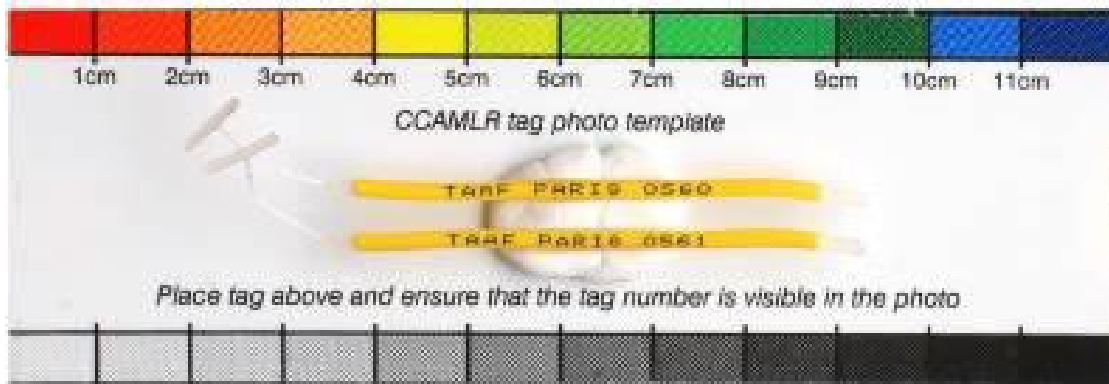 1cm 2cm 3cm 4cm 5cm 6cm 7cm 8cm 9cm 10cm 11cm
CCAMLR tag photo template
TAAF PARIS 0560
TAAF PARIS 0561
Place tag above and ensure that the tag number is visible in the photo